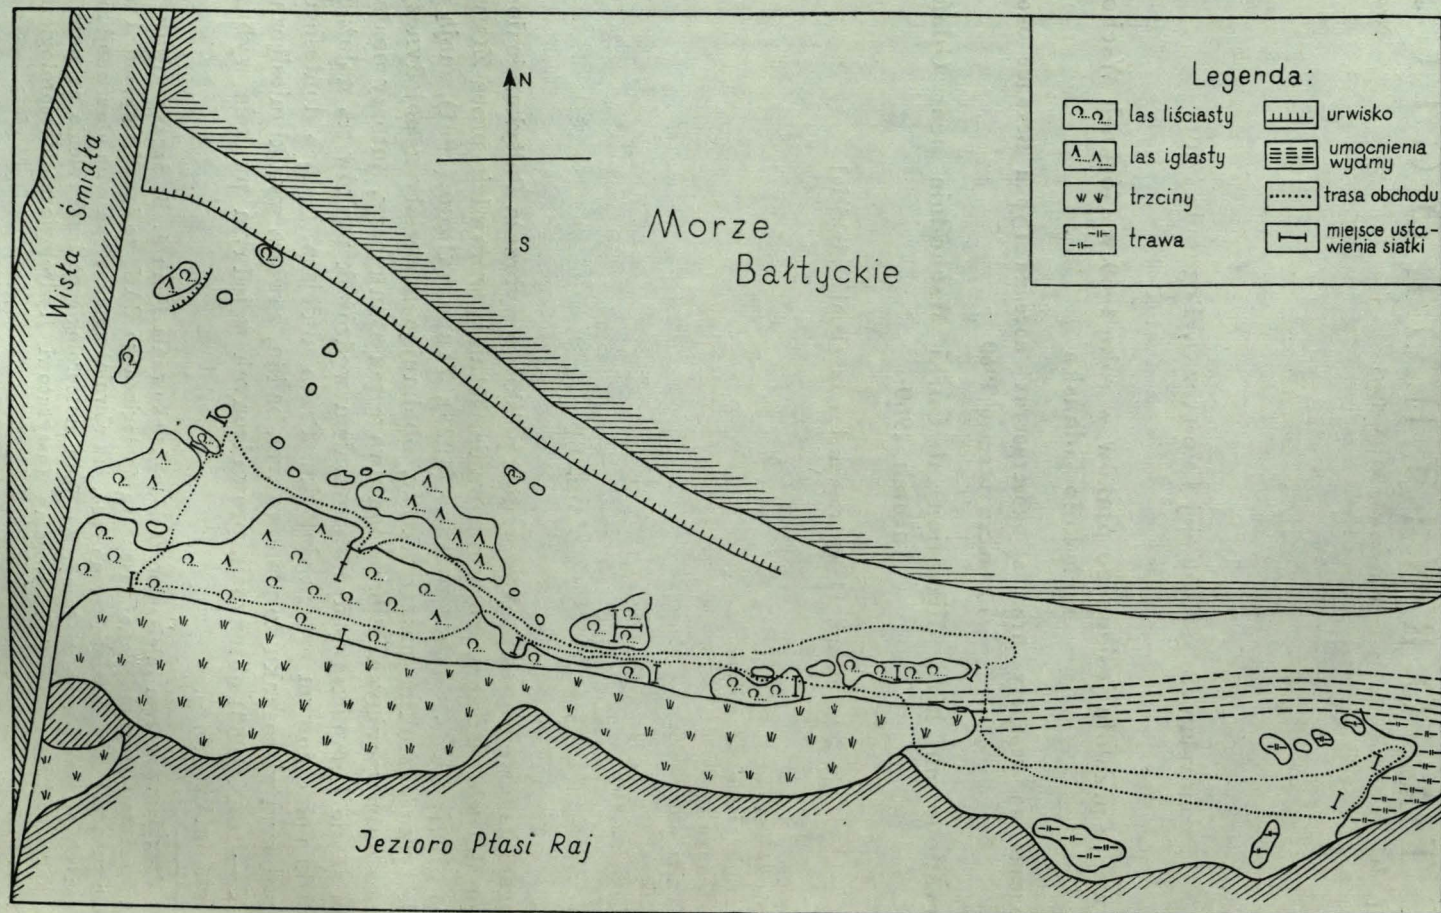 Wisła Śmiała
N
S
Morze
Bałtyckie
Legenda:
las liściasty
las iglasty
trzciny
trawa
urwisko
umocnienia
wydmy
trasa obchodu
miejsce usta-
wienia siatki
Jezioro Ptasi Raj